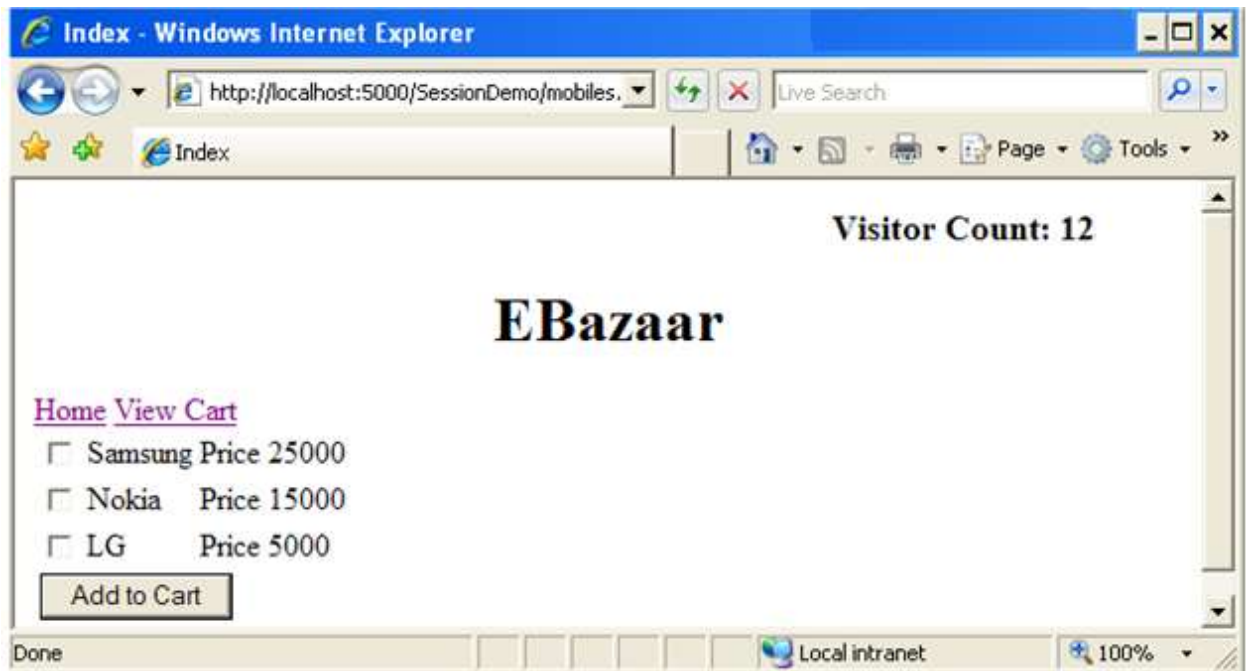 Index - Windows Internet Explorer
http://localhost:5000/SessionDemo/mobiles.
Live Search
Index
Page
Tools
Visitor Count: 12
EBazaar
Home View Cart
Samsung Price 25000
Nokia Price 15000
LG Price 5000
Add to Cart
Done
Local intranet
100%